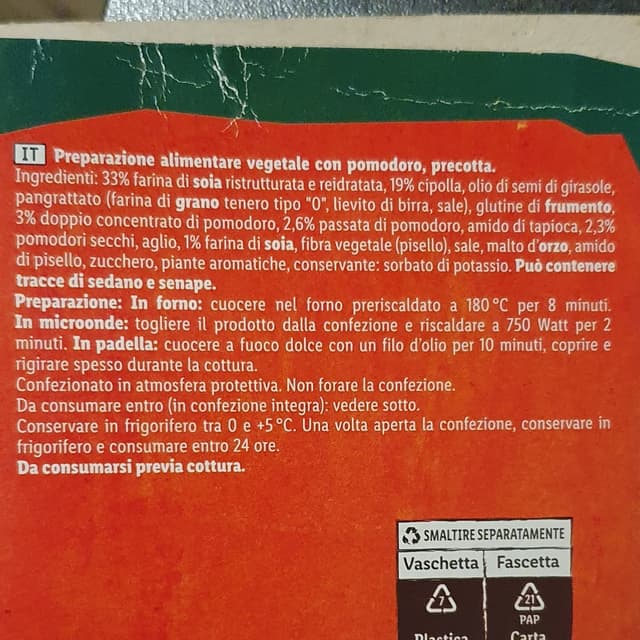 IT Preparazione alimentare vegetale con pomodoro, precotta.
Ingredienti: 33% farina di soia ristrutturata e reidratata, 19% cipolla, olio di semi di girasole,
pangrattato (farina di grano tenero tipo "0", lievito di birra, sale), glutine di frumento,
3% doppio concentrato di pomodoro, 2,6% passata di pomodoro, amido di tapioca, 2,3%
pomodori secchi, aglio, 1% farina di soia, fibra vegetale (pisello), sale, malto d'orzo, amido
di pisello, zucchero, piante aromatiche, conservante: sorbato di potassio. Può contenere
tracce di sedano e senape.
Preparazione: In forno: cuocere nel forno preriscaldato a 180°C per 8 minuti.
In microonde: togliere il prodotto dalla confezione e riscaldare a 750 Watt per 2
minuti. In padella: cuocere a fuoco dolce con un filo d'olio per 10 minuti, coprire e
rigirare spesso durante la cottura.
Confezionato in atmosfera protettiva. Non forare la confezione.
Da consumare entro (in confezione integra): vedere sotto.
Conservare in frigorifero tra 0 e +5°C. Una volta aperta la confezione, conservare in
frigorifero e consumare entro 24 ore.
Da consumarsi previa cottura.
SMALTIRE SEPARATAMENTE
Vaschetta Fascetta
7 21
PAP
Plastica Carta